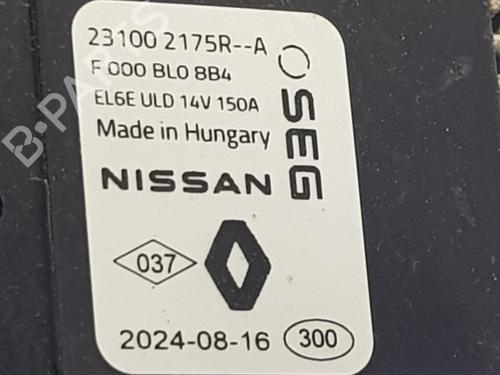 23100 2175R--A
F 000 BL0 8B4
EL6E ULD 14V 150A
Made in Hungary
NISSAN
SEG
037
2024-08-16 300
B-PARTS